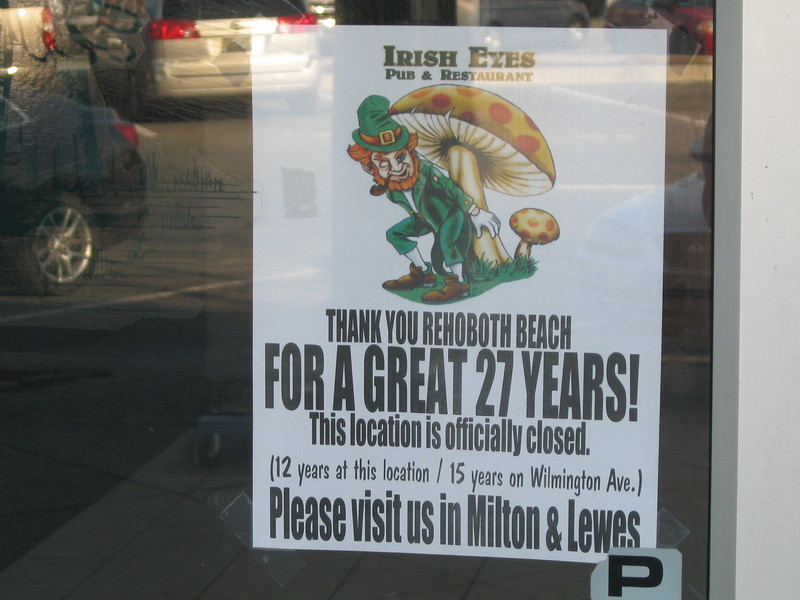 IRISH EYES
PUB & RESTAURANT
THANK YOU REHOBOTH BEACH
FOR A GREAT 27 YEARS!
This location is officially closed.
(12 years at this location / 15 years on Wilmington Ave.)
Please visit us in Milton & Lewes
P